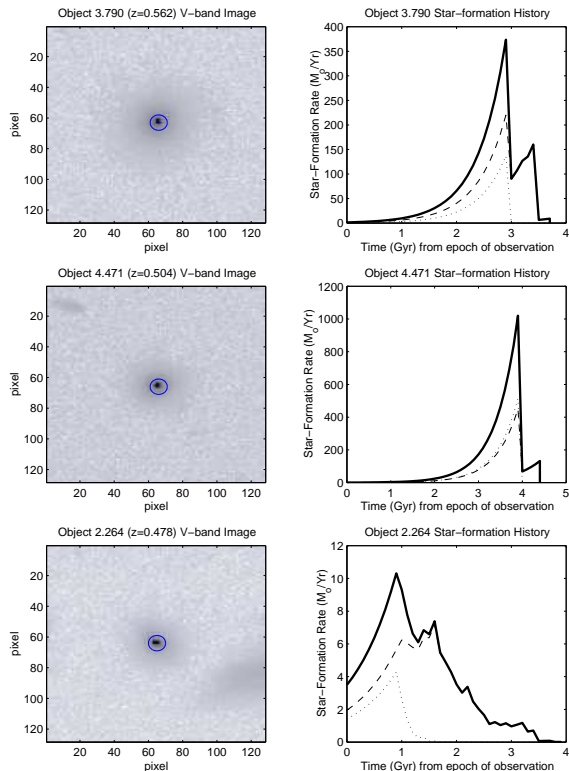 Object 3.790 (z=0.562) V-band Image
0
20
40
60
80
100
120
pixel
20 40 60 80 100 120
pixel
Object 3.790 Star-formation History
400
350
300
250
200
150
100
50
0
Star-Formation Rate (Mo/Yr)
0 1 2 3 4
Time (Gyr) from epoch of observation
Object 4.471 (z=0.504) V-band Image
0
20
40
60
80
100
120
pixel
20 40 60 80 100 120
pixel
Object 4.471 Star-formation History
1200
1000
800
600
400
200
0
Star-Formation Rate (Mo/Yr)
0 1 2 3 4 5
Time (Gyr) from epoch of observation
Object 2.264 (z=0.478) V-band Image
0
20
40
60
80
100
120
pixel
20 40 60 80 100 120
pixel
Object 2.264 Star-formation History
12
10
8
6
4
2
0
Star-Formation Rate (Mo/Yr)
0 1 2 3 4
Time (Gyr) from epoch of observation